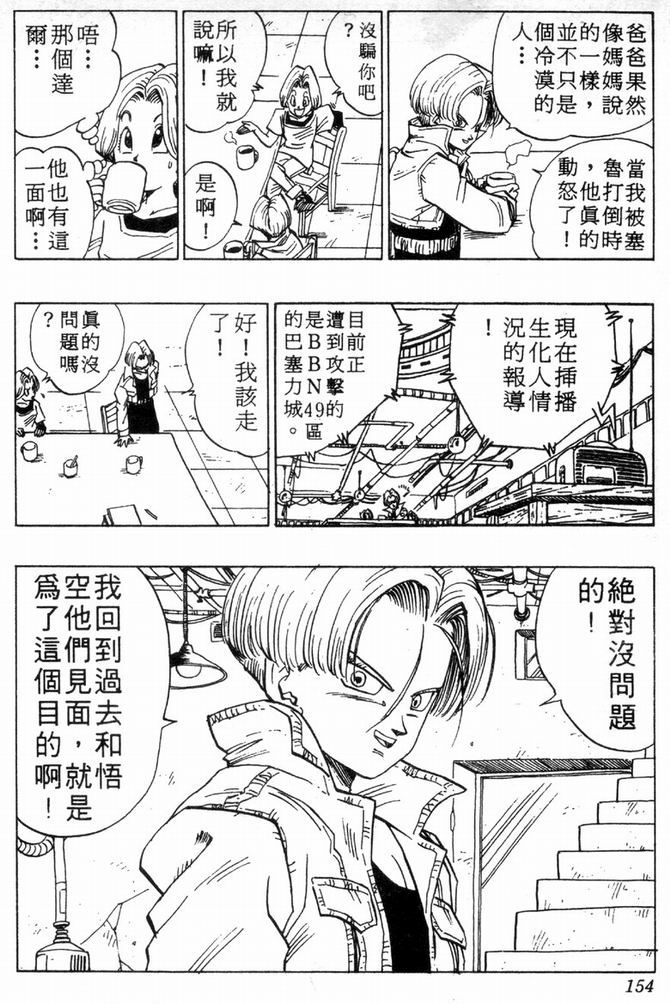 爸爸果然
像媽媽說
的一樣，
並不只是
個冷漠的
人⋯
當我被塞
魯打倒時
，他真的
動怒了！
沒騙你吧
？
所以我就
說嘛！
是啊！
唔⋯
那個達
爾⋯
他也有這
一面啊⋯
現在揷播
生化人情
況的報導
！
目前正
遭到攻擊的
是BBN49區
的巴塞力城。
好！我該走
了！
真的沒
問題嗎
？
絕對沒問題
的！
我回到過去和悟
空他們見面，就是
爲了這個目的啊！
154